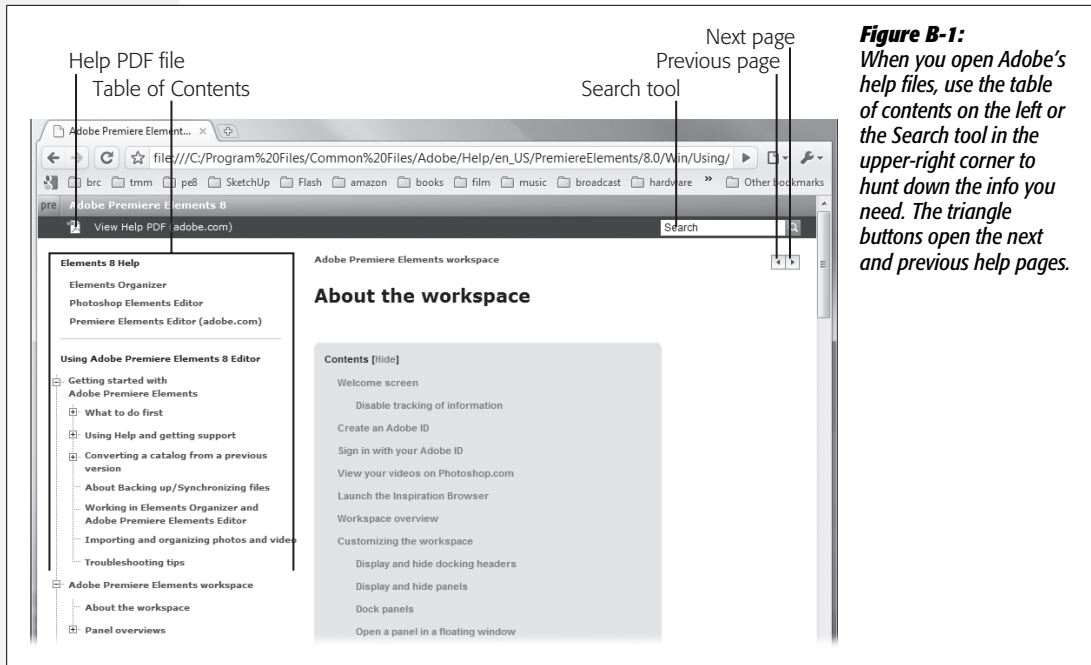 Help PDF file
Table of Contents
Search tool
Next page
Previous page
Adobe Premiere Element...
file:///C:/Program%20Files/Common%20Files/Adobe/Help/en_US/PremiereElements/8.0/Win/Using/
brc tmm pe8 SketchUp Flash amazon books film music broadcast hardware » Other bookmarks
pre Adobe Premiere Elements 8
View Help PDF (adobe.com)
Search
Elements 8 Help
Elements Organizer
Photoshop Elements Editor
Premiere Elements Editor (adobe.com)
Using Adobe Premiere Elements 8 Editor
Getting started with
Adobe Premiere Elements
What to do first
Using Help and getting support
Converting a catalog from a previous
version
About Backing up/Synchronizing files
Working in Elements Organizer and
Adobe Premiere Elements Editor
Importing and organizing photos and video
Troubleshooting tips
Adobe Premiere Elements workspace
About the workspace
Panel overviews
Adobe Premiere Elements workspace
About the workspace
Contents [Hide]
Welcome screen
Disable tracking of information
Create an Adobe ID
Sign in with your Adobe ID
View your videos on Photoshop.com
Launch the Inspiration Browser
Workspace overview
Customizing the workspace
Display and hide docking headers
Display and hide panels
Dock panels
Open a panel in a floating window
Figure B-1:
When you open Adobe's
help files, use the table
of contents on the left or
the Search tool in the
upper-right corner to
hunt down the info you
need. The triangle
buttons open the next
and previous help pages.